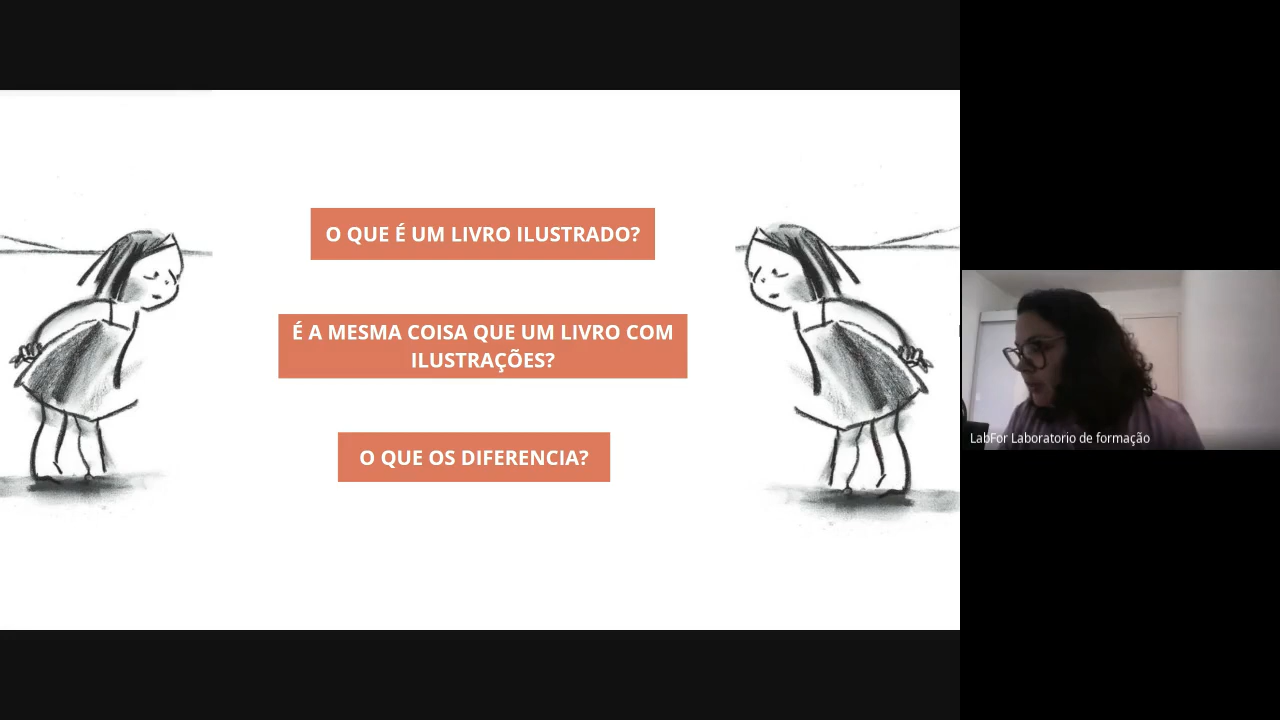 O QUE É UM LIVRO ILUSTRADO?
É A MESMA COISA QUE UM LIVRO COM
ILUSTRAÇÕES?
O QUE OS DIFERENCIA?
LabFor Laboratorio de formação